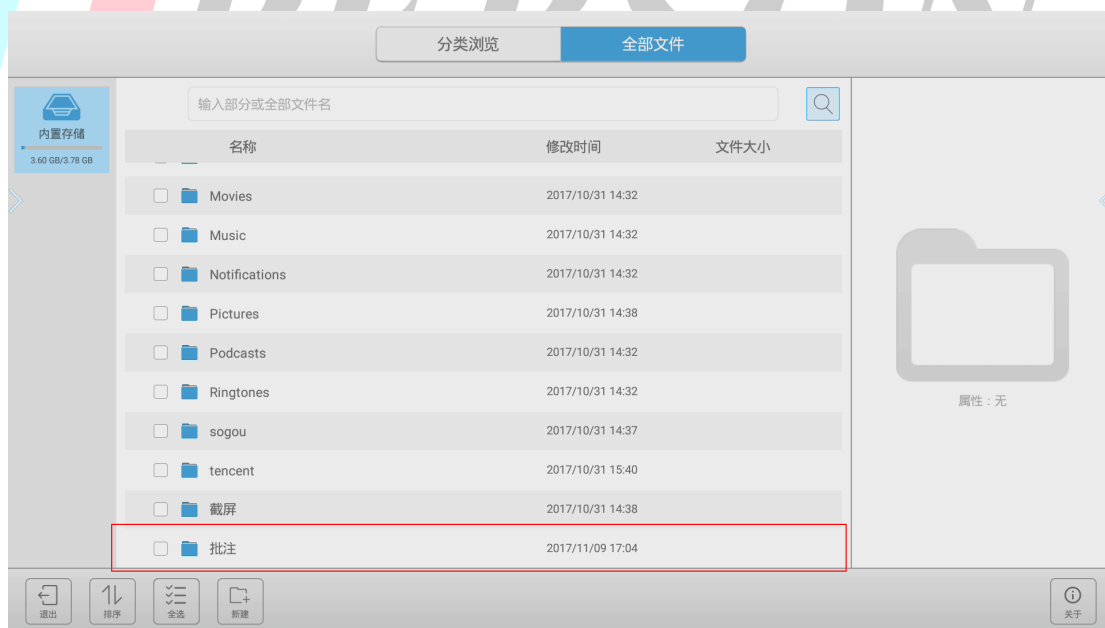 分类浏览 全部文件
内置存储
3.60 GB/3.78 GB
输入部分或全部文件名
名称 修改时间 文件大小
Movies 2017/10/31 14:32
Music 2017/10/31 14:32
Notifications 2017/10/31 14:32
Pictures 2017/10/31 14:38
Podcasts 2017/10/31 14:32
Ringtones 2017/10/31 14:32
sogou 2017/10/31 14:37
tencent 2017/10/31 15:40
截屏 2017/10/31 14:38
批注 2017/11/09 17:04
属性：无
退出 排序 全选 新建 关于